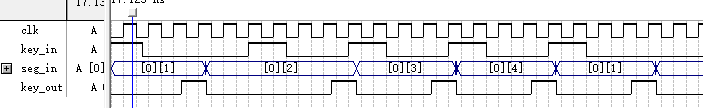 17.1
17.125 ns
clk A
key_in A
seg_in A [0] [0][1] [0][2] [0][3] [0][4] [0][1]
key_out A